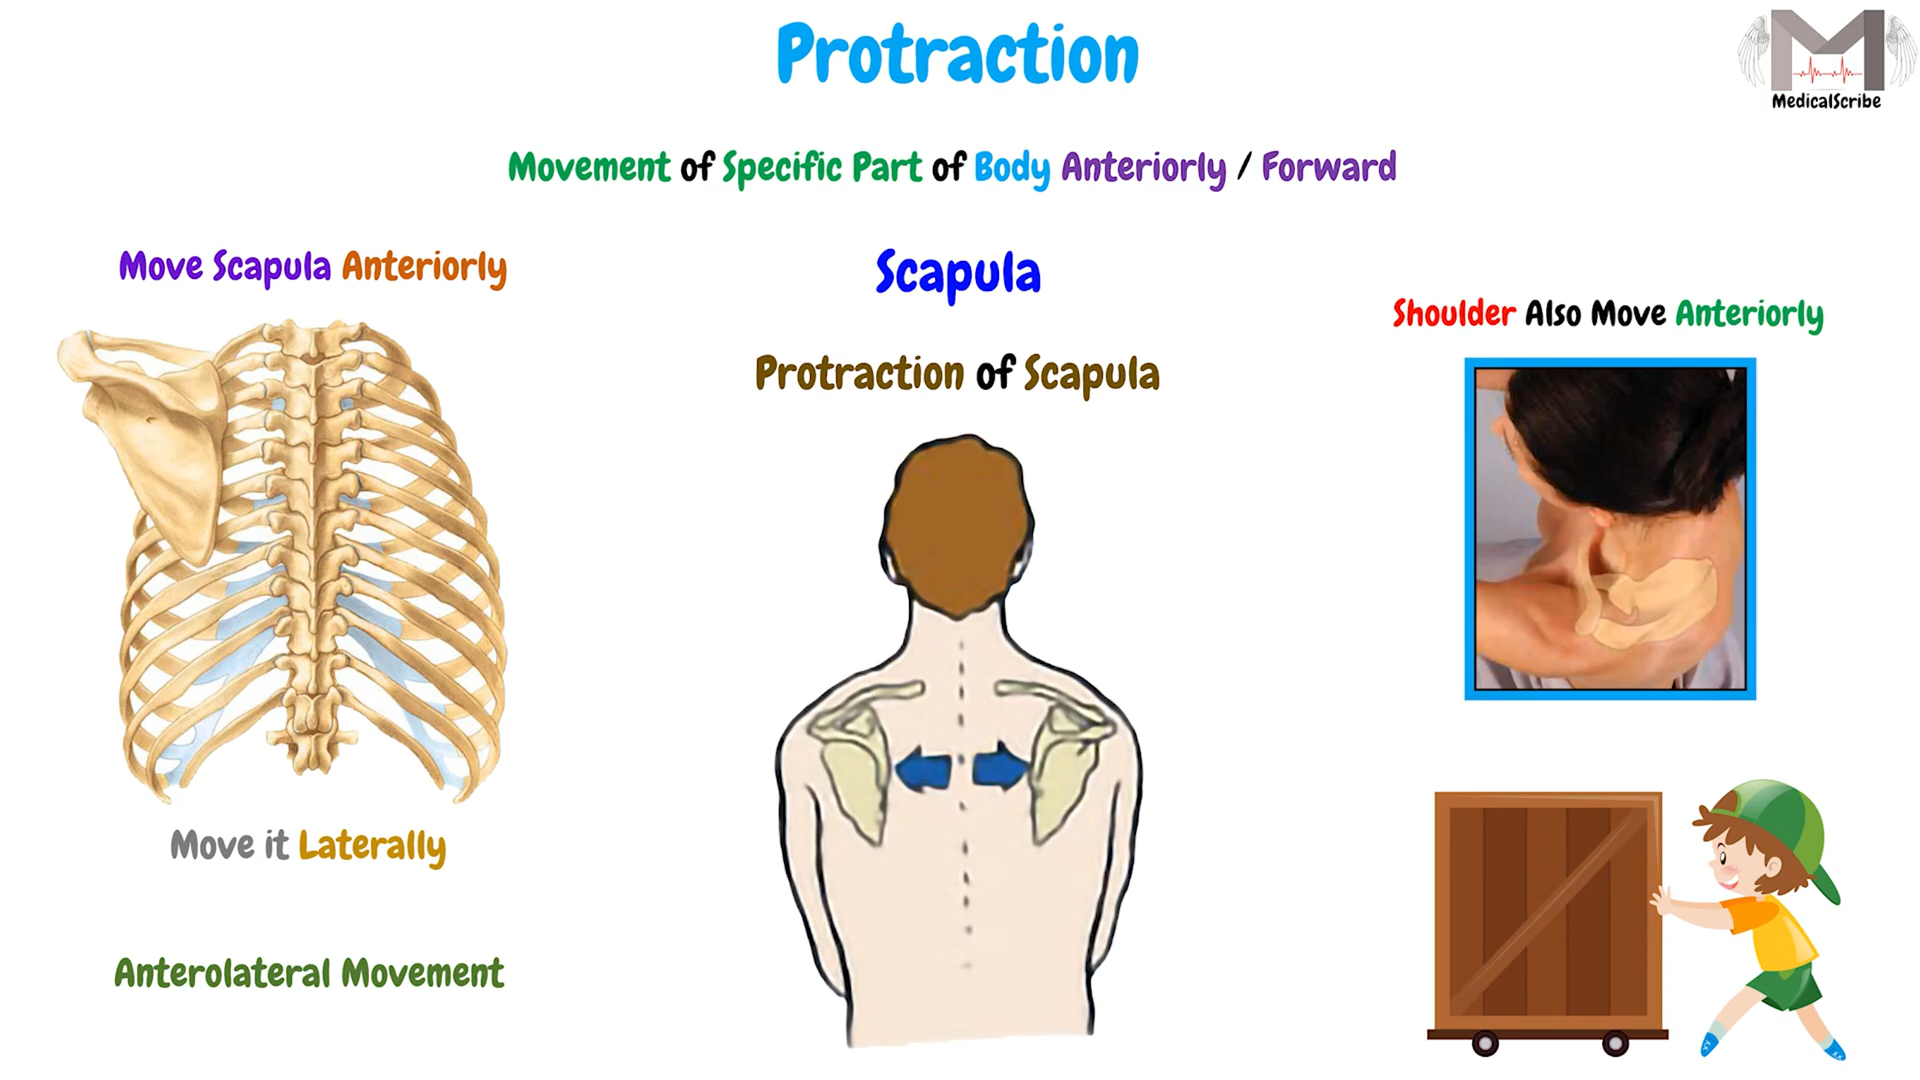 Protraction
MedicalScribe
Movement of Specific Part of Body Anteriorly / Forward
Move Scapula Anteriorly
Scapula
Shoulder Also Move Anteriorly
Protraction of Scapula
Move it Laterally
Anterolateral Movement